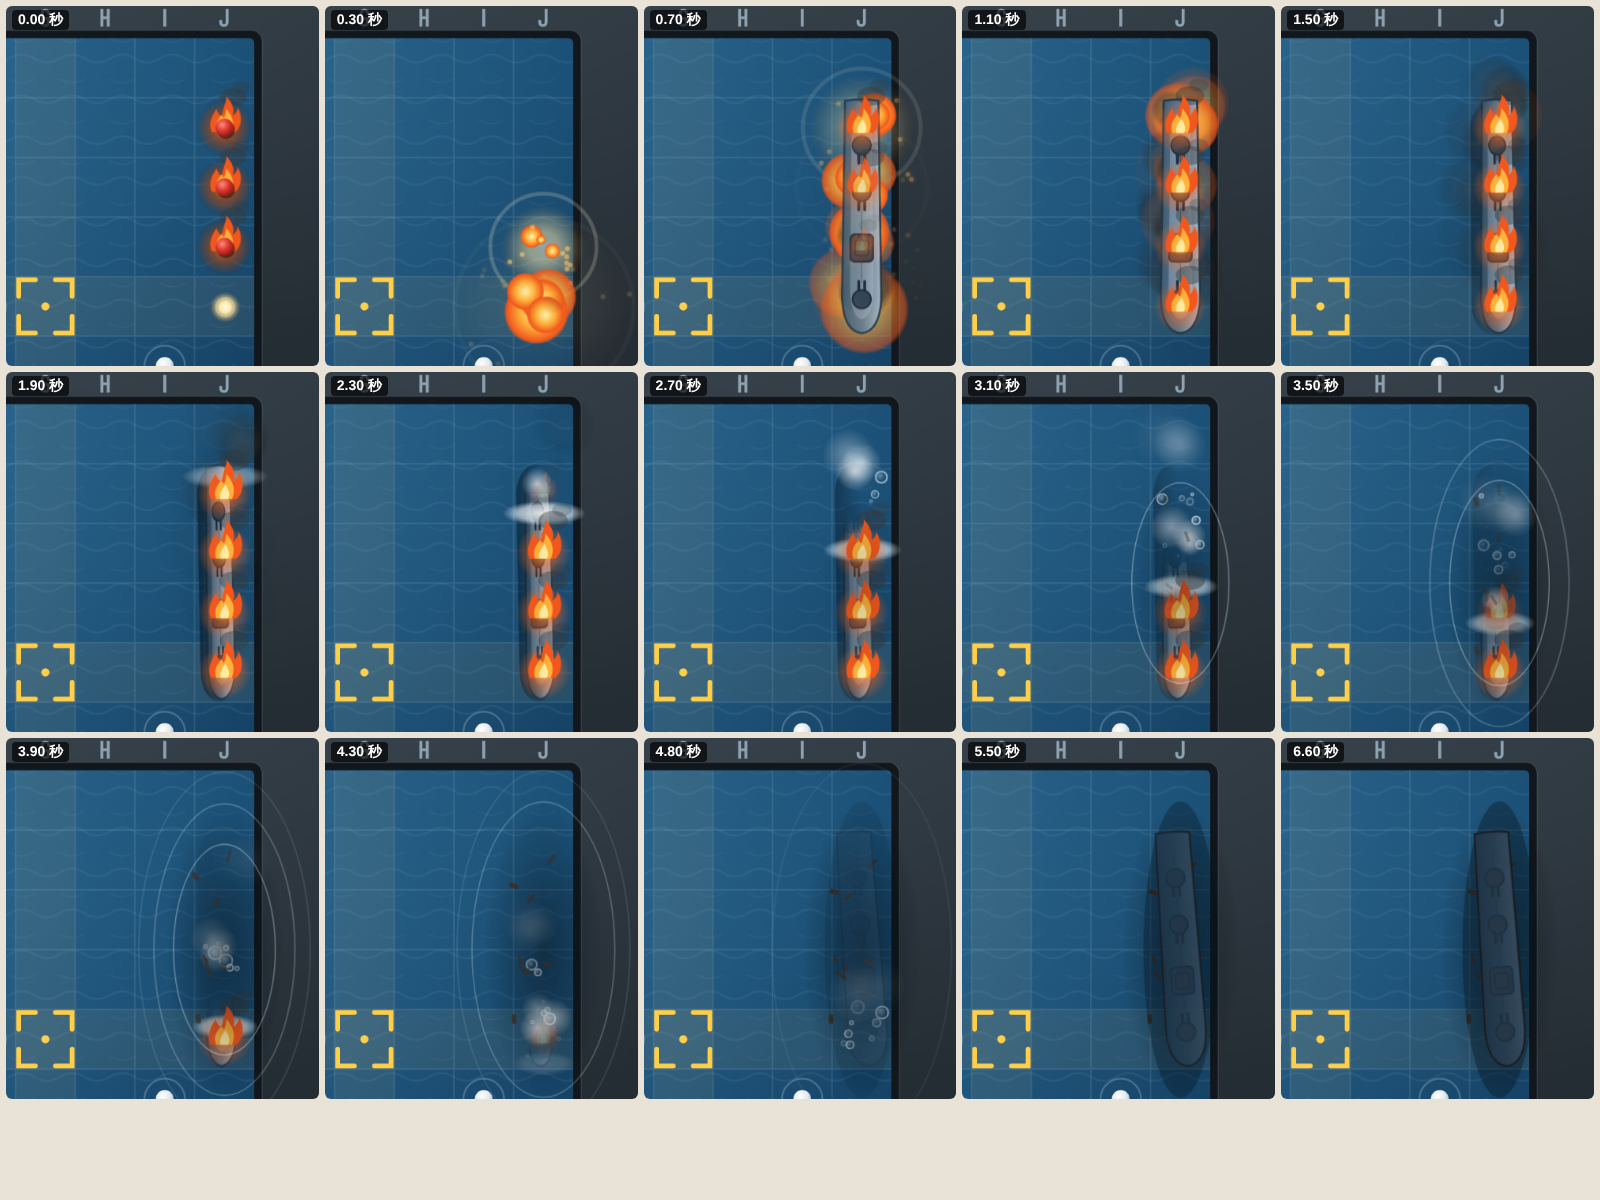 0.00 秒 H I J
0.30 秒 H I J
0.70 秒 H I J
1.10 秒 H I J
1.50 秒 H I J
1.90 秒 H I J
2.30 秒 H I J
2.70 秒 H I J
3.10 秒 H I J
3.50 秒 H I J
3.90 秒 H I J
4.30 秒 H I J
4.80 秒 H I J
5.50 秒 H I J
6.60 秒 H I J